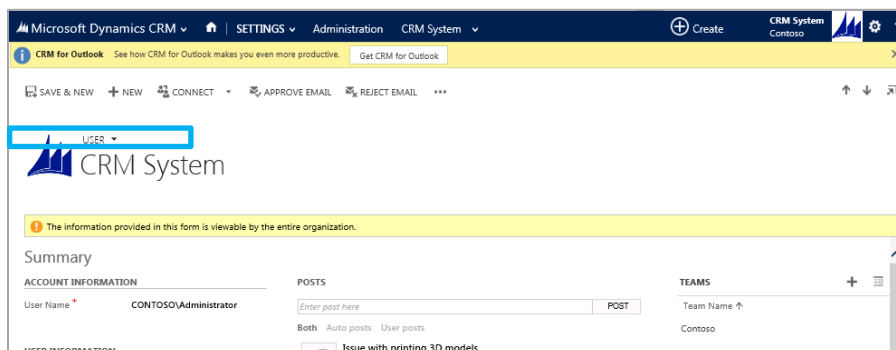 Microsoft Dynamics CRM SETTINGS Administration CRM System Create CRM System
Contoso
CRM for Outlook See how CRM for Outlook makes you even more productive. Get CRM for Outlook
SAVE & NEW NEW CONNECT APPROVE EMAIL REJECT EMAIL •••
USER
CRM System
The information provided in this form is viewable by the entire organization.
Summary
ACCOUNT INFORMATION
User Name * CONTOSO\Administrator
USER INFORMATION
POSTS
Enter post here POST
Both Auto posts User posts
Issue with printing 3D models
TEAMS
Team Name
Contoso